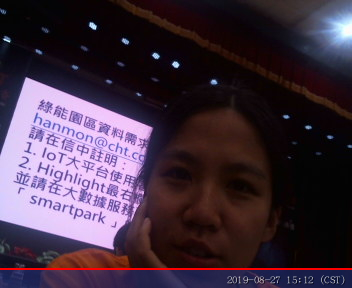 綠能園區資料需求
hanmon@cht.co
請在信中註明：
1. IoT大平台使用
2. Highlight最右
並請在大數據服務
「smartpark」
2019-08-27 15:12 (CST)